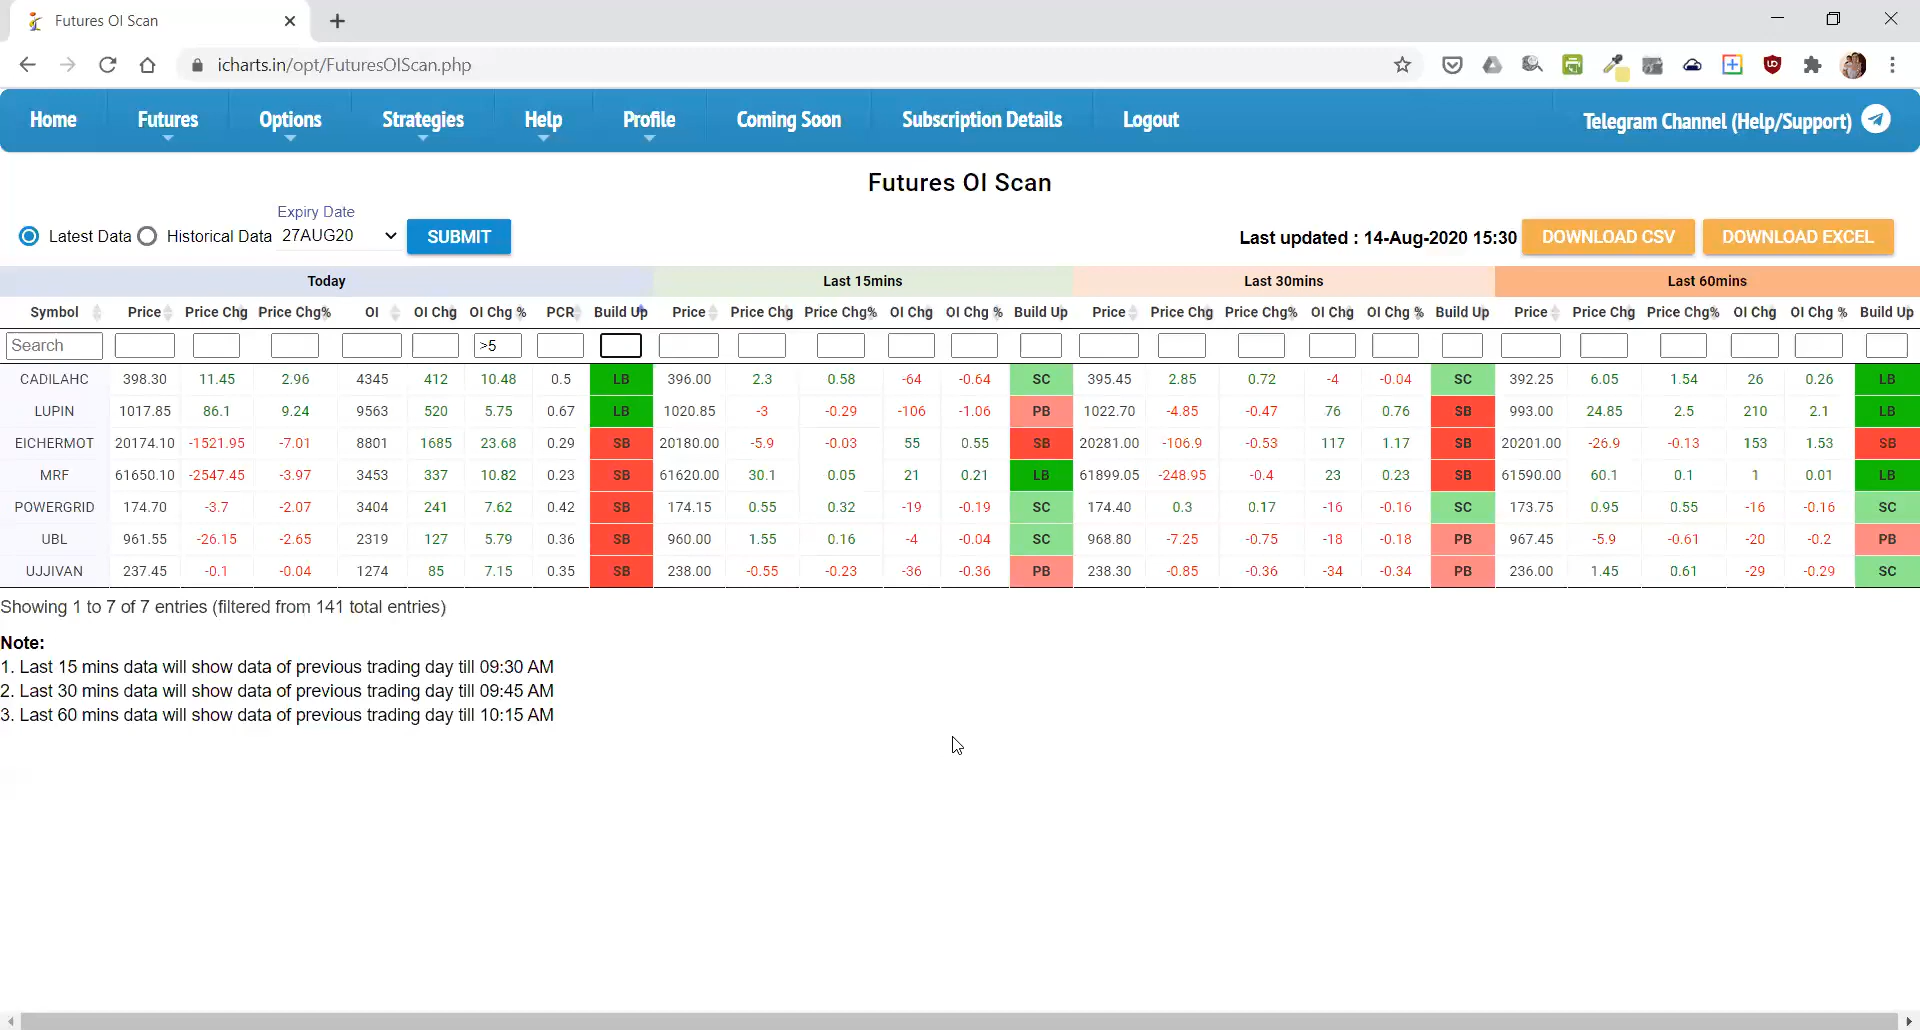 Futures OI Scan
icharts.in/opt/FuturesOIScan.php
Home Futures Options Strategies Help Profile Coming Soon Subscription Details Logout Telegram Channel (Help/Support)
Futures OI Scan
Expiry Date
Latest Data Historical Data 27AUG20 SUBMIT Last updated : 14-Aug-2020 15:30 DOWNLOAD CSV DOWNLOAD EXCEL
Today Last 15mins Last 30mins Last 60mins
Symbol Price Price Chg Price Chg% OI OI Chg OI Chg % PCR Build Up Price Price Chg Price Chg% OI Chg OI Chg % Build Up Price Price Chg Price Chg% OI Chg OI Chg % Build Up Price Price Chg Price Chg% OI Chg OI Chg % Build Up
Search >5
CADILAHC 398.30 11.45 2.96 4345 412 10.48 0.5 LB 396.00 2.3 0.58 -64 -0.64 SC 395.45 2.85 0.72 -4 -0.04 SC 392.25 6.05 1.54 26 0.26 LB
LUPIN 1017.85 86.1 9.24 9563 520 5.75 0.67 LB 1020.85 -3 -0.29 -106 -1.06 PB 1022.70 -4.85 -0.47 76 0.76 SB 993.00 24.85 2.5 210 2.1 LB
EICHERMOT 20174.10 -1521.95 -7.01 8801 1685 23.68 0.29 SB 20180.00 -5.9 -0.03 55 0.55 SB 20281.00 -106.9 -0.53 117 1.17 SB 20201.00 -26.9 -0.13 153 1.53 SB
MRF 61650.10 -2547.45 -3.97 3453 337 10.82 0.23 SB 61620.00 30.1 0.05 21 0.21 LB 61899.05 -248.95 -0.4 23 0.23 SB 61590.00 60.1 0.1 1 0.01 LB
POWERGRID 174.70 -3.7 -2.07 3404 241 7.62 0.42 SB 174.15 0.55 0.32 -19 -0.19 SC 174.40 0.3 0.17 -16 -0.16 SC 173.75 0.95 0.55 -16 -0.16 SC
UBL 961.55 -26.15 -2.65 2319 127 5.79 0.36 SB 960.00 1.55 0.16 -4 -0.04 SC 968.80 -7.25 -0.75 -18 -0.18 PB 967.45 -5.9 -0.61 -20 -0.2 PB
UJJIVAN 237.45 -0.1 -0.04 1274 85 7.15 0.35 SB 238.00 -0.55 -0.23 -36 -0.36 PB 238.30 -0.85 -0.36 -34 -0.34 PB 236.00 1.45 0.61 -29 -0.29 SC
Showing 1 to 7 of 7 entries (filtered from 141 total entries)
Note:
1. Last 15 mins data will show data of previous trading day till 09:30 AM
2. Last 30 mins data will show data of previous trading day till 09:45 AM
3. Last 60 mins data will show data of previous trading day till 10:15 AM